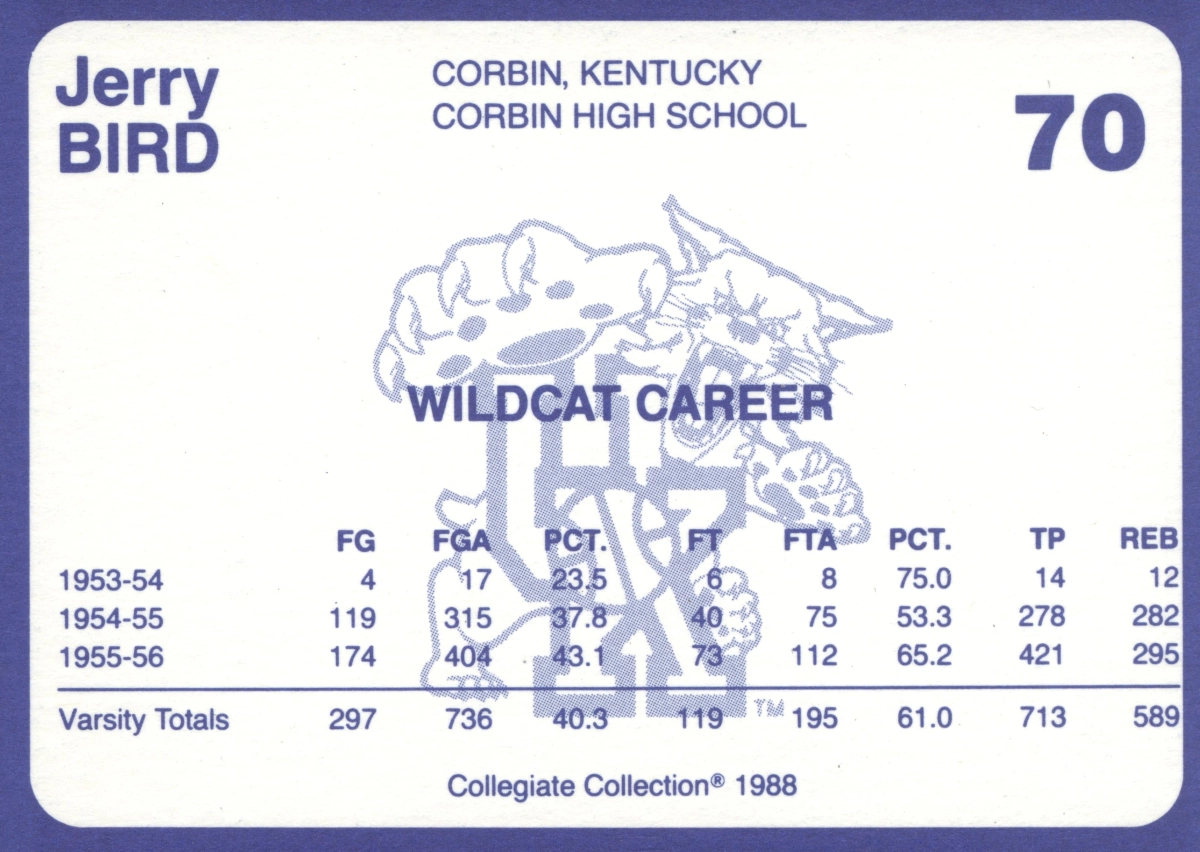 Jerry
BIRD
CORBIN, KENTUCKY
CORBIN HIGH SCHOOL
70
WILDCAT CAREER
FG FGA PCT. FT FTA PCT. TP REB
1953-54 4 17 23.5 6 8 75.0 14 12
1954-55 119 315 37.8 40 75 53.3 278 282
1955-56 174 404 43.1 73 112 65.2 421 295
Varsity Totals 297 736 40.3 119 195 61.0 713 589
UK
TM
Collegiate Collection® 1988